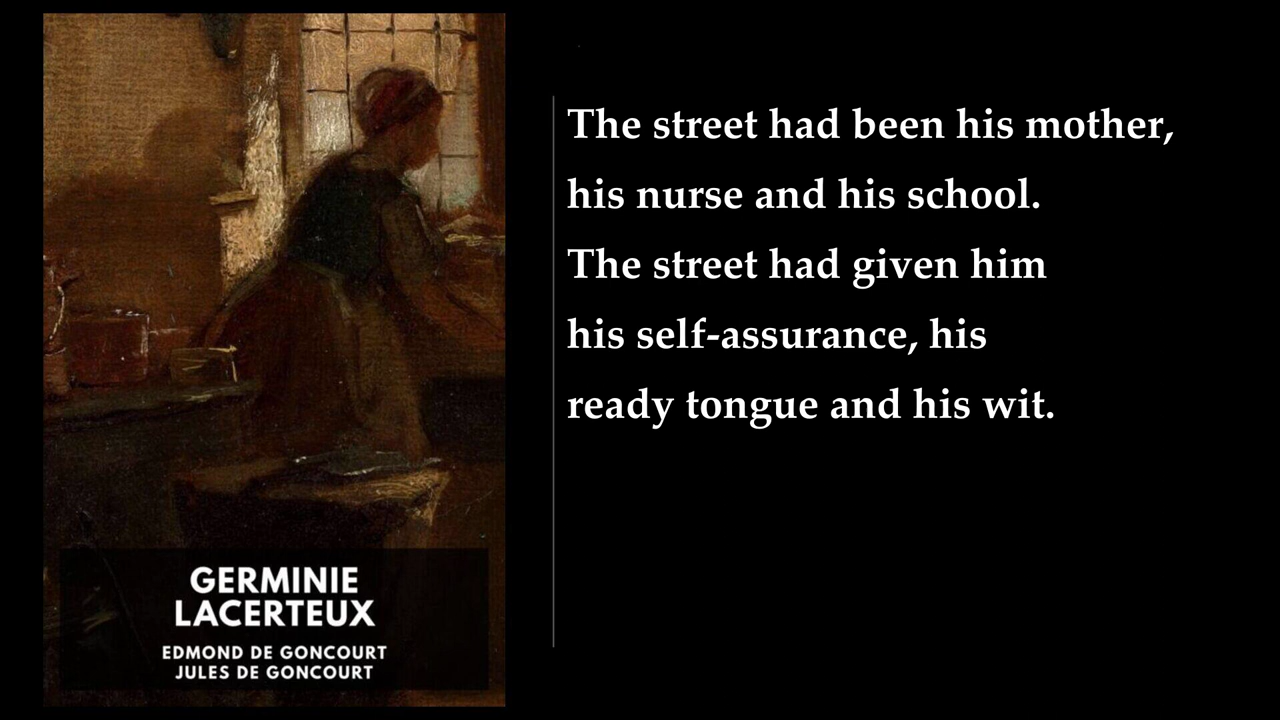 GERMINIE
LACERTEUX
EDMOND DE GONCOURT
JULES DE GONCOURT
The street had been his mother,
his nurse and his school.
The street had given him
his self-assurance, his
ready tongue and his wit.